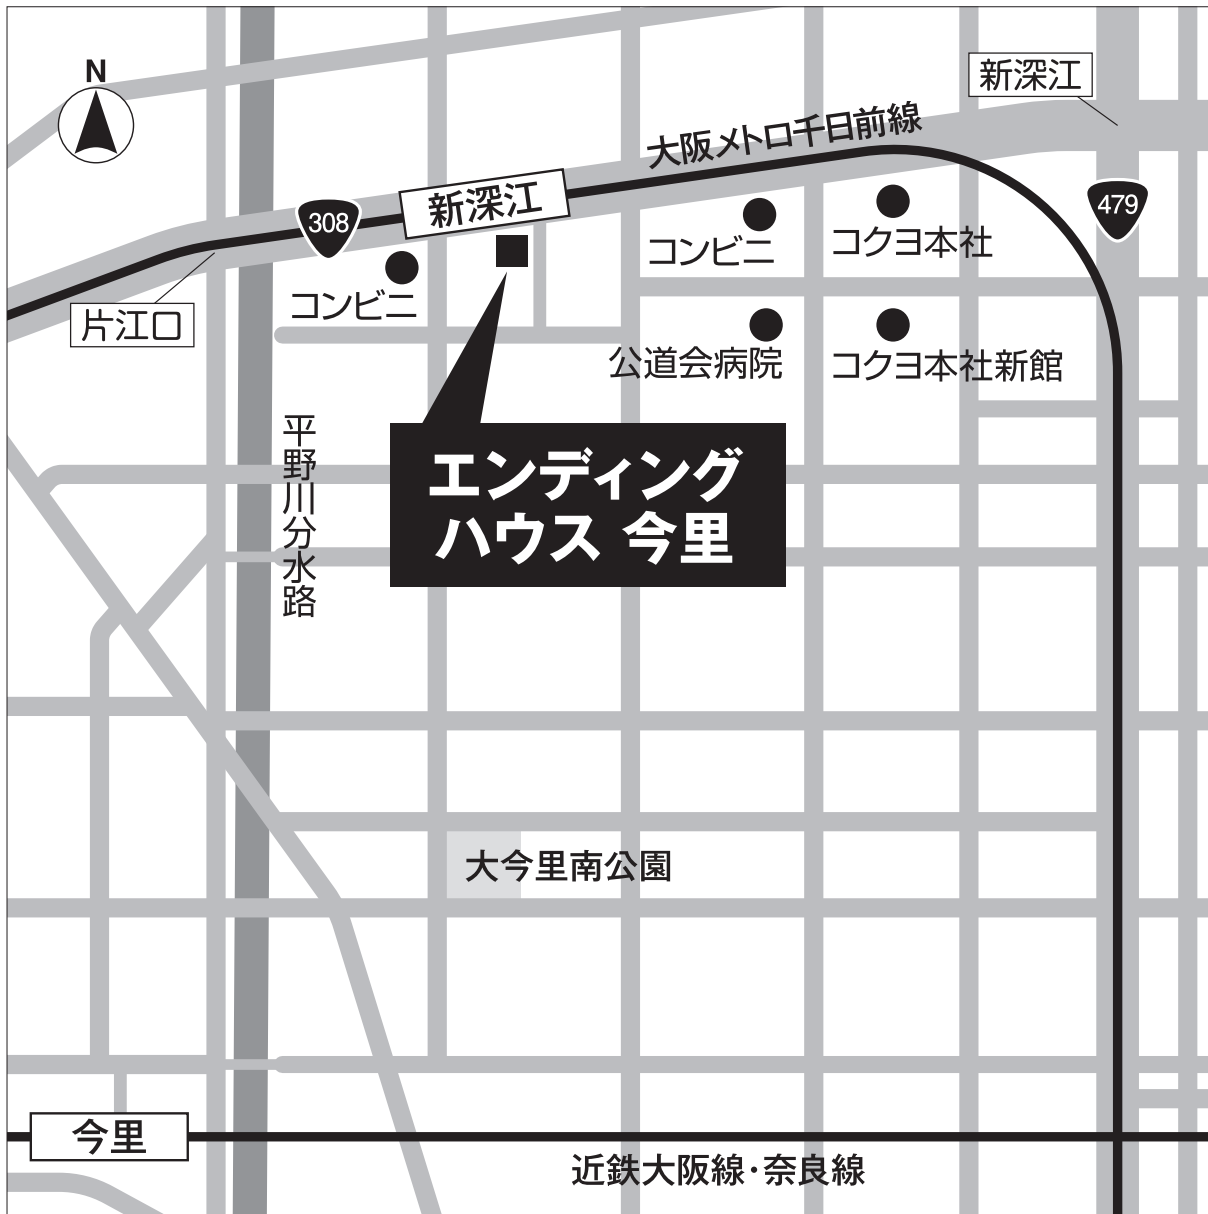 N
新深江
大阪メトロ千日前線
新深江
308
479
コンビニ
コクヨ本社
コンビニ
片江口
公道会病院
コクヨ本社新館
平野川分水路
エンディング
ハウス 今里
大今里南公園
今里
近鉄大阪線・奈良線